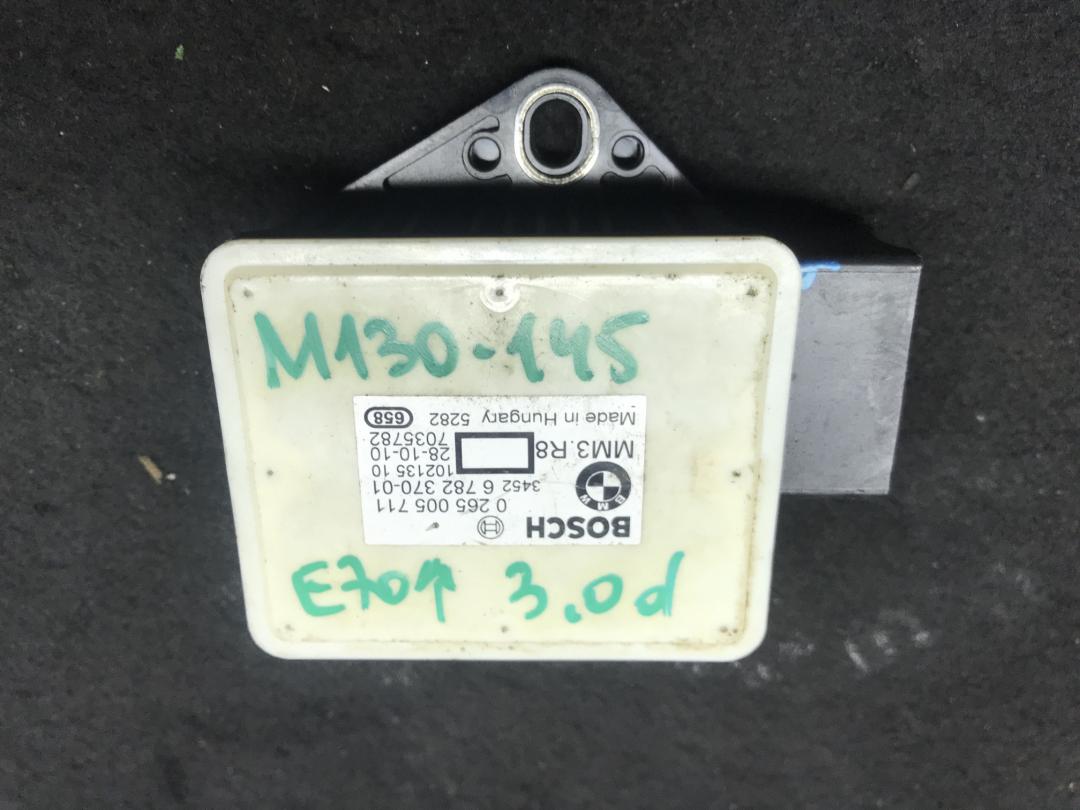 M130-145
BOSCH
0 265 005 711
BMW
3452 6 782 370-01
102135 10
MM3.R8
28-10-10
7035782
Made in Hungary 5282 658
E70↑ 3.0d